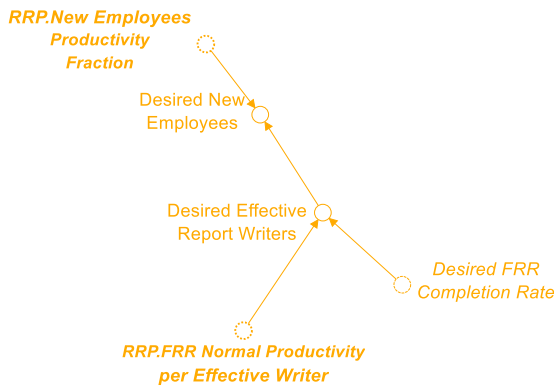 RRP.New Employees
Productivity
Fraction
Desired New
Employees
Desired Effective
Report Writers
Desired FRR
Completion Rate
RRP.FRR Normal Productivity
per Effective Writer